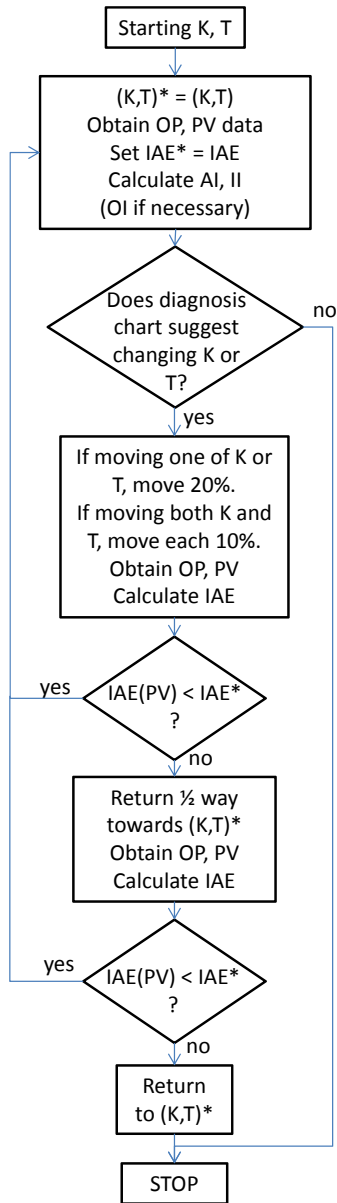 Starting K, T
(K,T)* = (K,T)
Obtain OP, PV data
Set IAE* = IAE
Calculate AI, II
(OI if necessary)
Does diagnosis
chart suggest
changing K or
T?
no
yes
If moving one of K or
T, move 20%.
If moving both K and
T, move each 10%.
Obtain OP, PV
Calculate IAE
yes
IAE(PV) < IAE*
?
no
Return ½ way
towards (K,T)*
Obtain OP, PV
Calculate IAE
yes
IAE(PV) < IAE*
?
no
Return
to (K,T)*
STOP